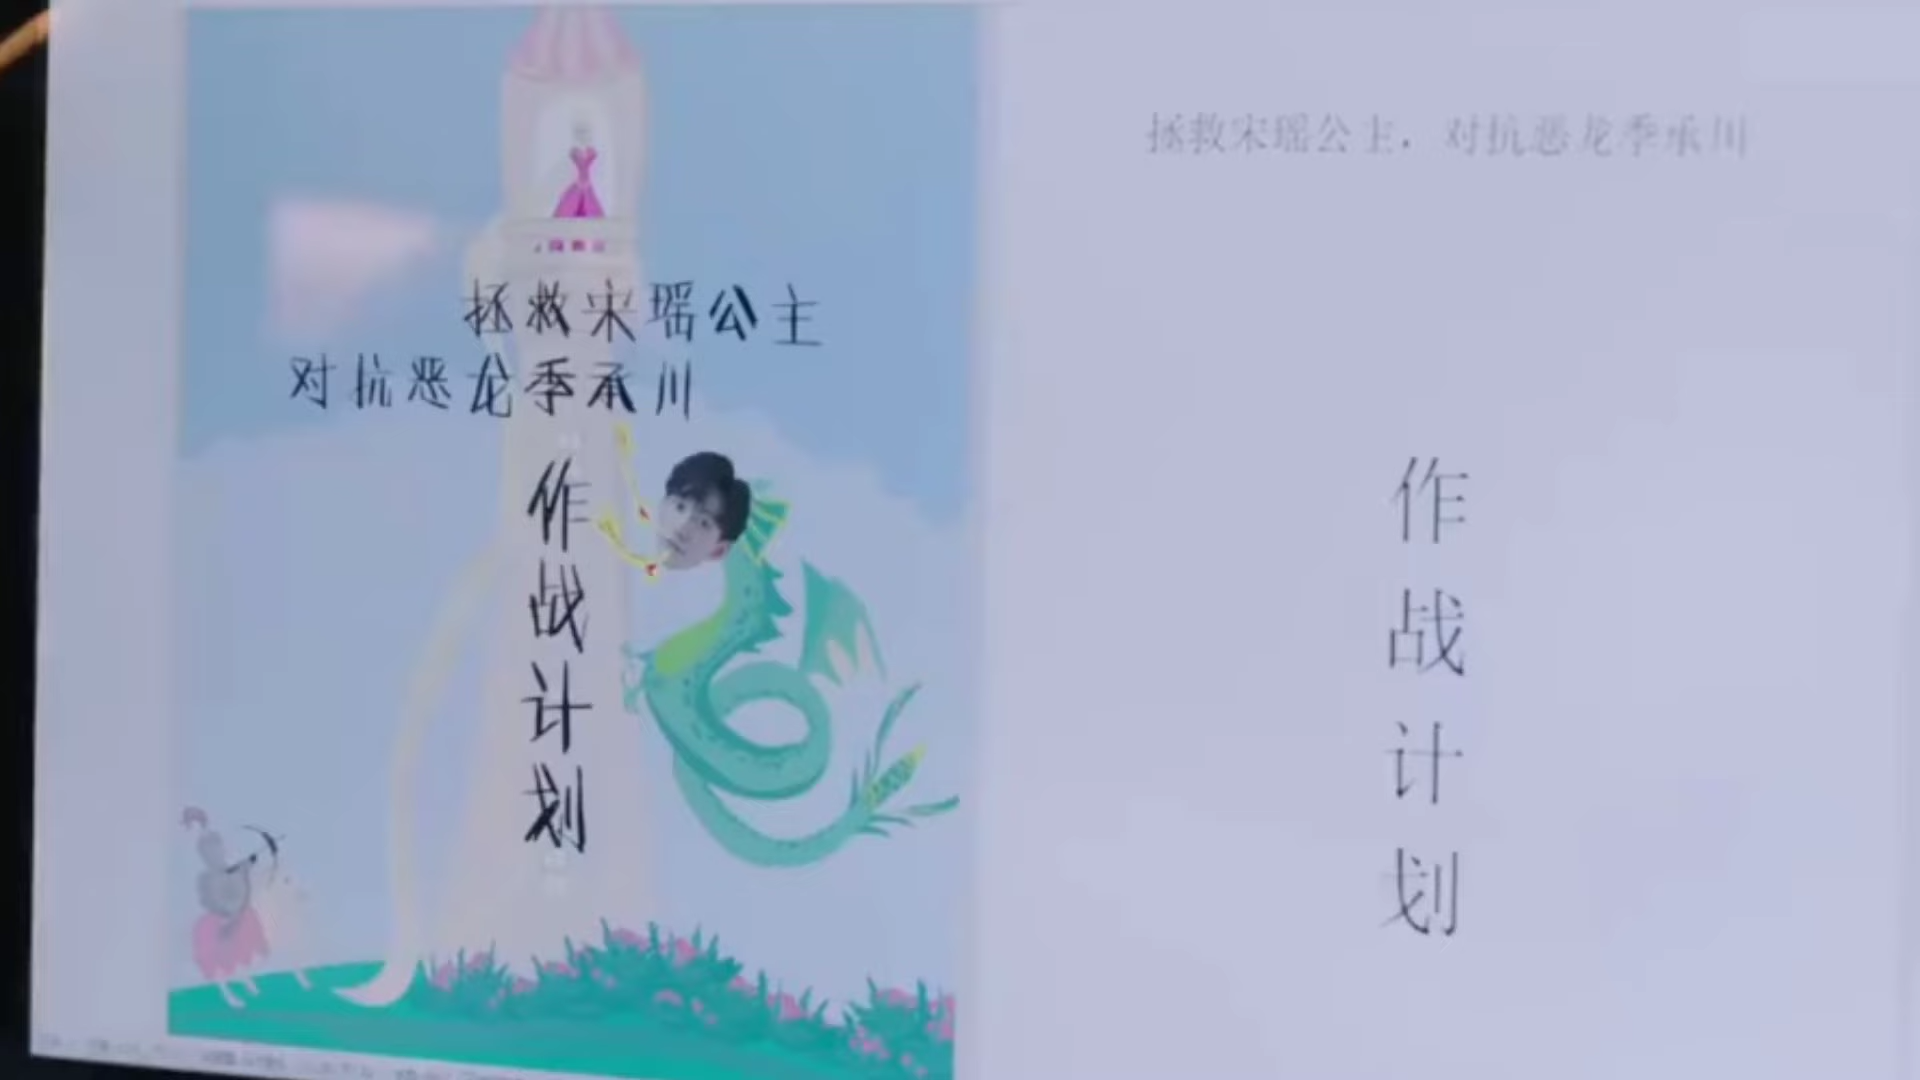 拯救宋瑶公主
对抗恶龙季承川
作
战
计
划
拯救宋瑶公主，对抗恶龙季承川
作
战
计
划